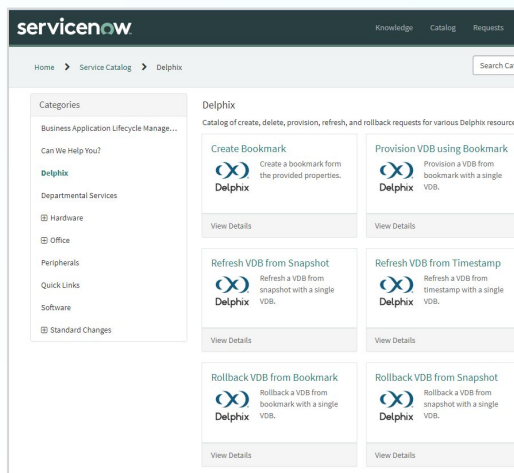 servicenow
Knowledge Catalog Requests
Home > Service Catalog > Delphix
Search Ca
Categories
Business Application Lifecycle Manage...
Can We Help You?
Delphix
Departmental Services
Hardware
Office
Peripherals
Quick Links
Software
Standard Changes
Delphix
Catalog of create, delete, provision, refresh, and rollback requests for various Delphix resource
Create Bookmark
Create a bookmark form
the provided properties.
Delphix
View Details
Provision VDB using Bookmark
Provision a VDB from
bookmark with a single
VDB.
Delphix
View Details
Refresh VDB from Snapshot
Refresh a VDB from
snapshot with a single
VDB.
Delphix
View Details
Refresh VDB from Timestamp
Refresh a VDB from
timestamp with a single
VDB.
Delphix
View Details
Rollback VDB from Bookmark
Rollback a VDB from
bookmark with a single
VDB.
Delphix
View Details
Rollback VDB from Snapshot
Rollback a VDB from
snapshot with a single
VDB.
Delphix
View Details